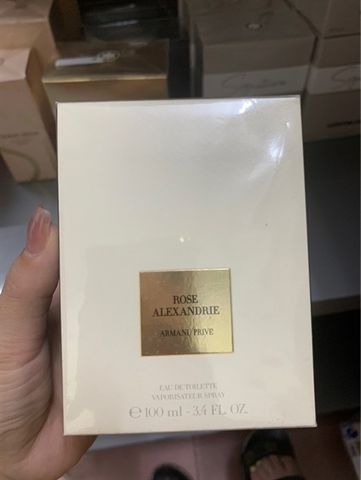 ROSE
ALEXANDRIE
ARMANI/PRIVÉ
EAU DE TOILETTE
VAPORISATEUR SPRAY
℮ 100 ml - 3.4 FL. OZ.